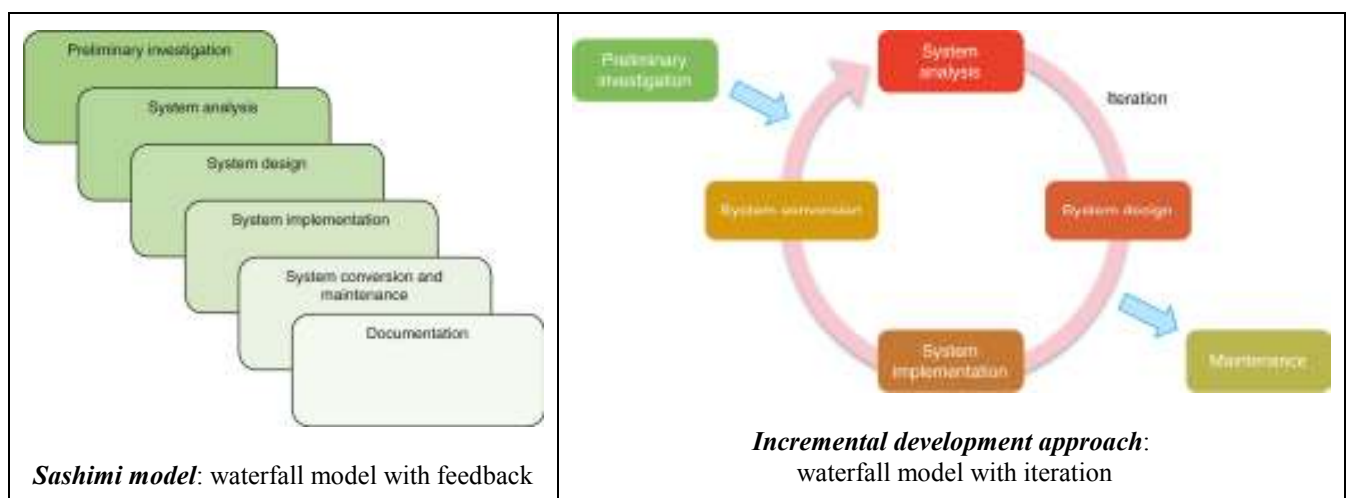 Preliminary investigation
System analysis
System design
System implementation
System conversion and
maintenance
Documentation
Sashimi model: waterfall model with feedback
Preliminary
investigation
System
analysis
Iteration
System conversion
System design
System
implementation
Maintenance
Incremental development approach:
waterfall model with iteration